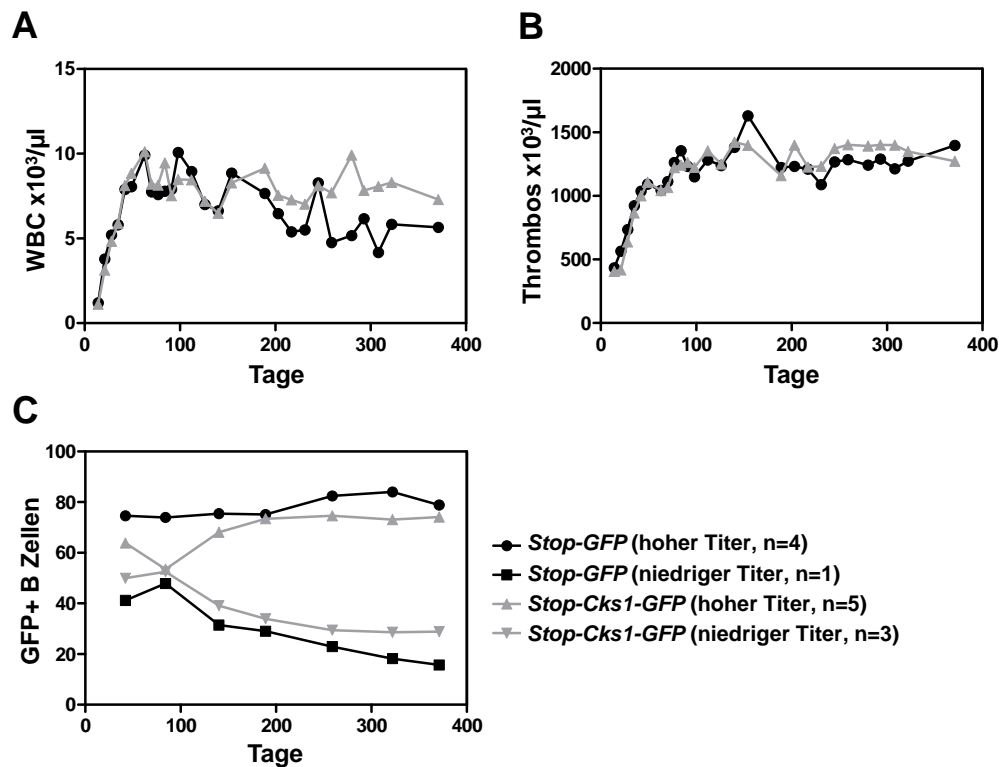 A
WBC x10³/µl
15
10
5
0
0 100 200 300 400
Tage
B
Thrombos x10³/µl
2000
1500
1000
500
0
0 100 200 300 400
Tage
C
GFP+ B Zellen
100
80
60
40
20
0
0 100 200 300 400
Tage
Stop-GFP (hoher Titer, n=4)
Stop-GFP (niedriger Titer, n=1)
Stop-Cks1-GFP (hoher Titer, n=5)
Stop-Cks1-GFP (niedriger Titer, n=3)